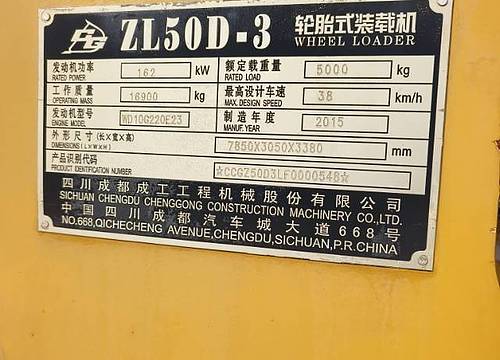 CG ZL50D-3 轮胎式装载机
WHEEL LOADER
发动机功率 162 kW 额定载重量 5000 kg
RATED POWER RATED LOAD
工作质量 16900 kg 最高设计车速 38 km/h
OPERATING MASS MAX. DESIGN SPEED
发动机型号 WD10G220E23 制造年度 2015
ENGINE MODEL MANUF. YEAR
外形尺寸(长×宽×高) 7850X3050X3380 mm
DIMENSIONS (L×W×H)
产品识别代码 ☆CCGZ50D3LF0000548☆
PRODUCT IDENTIFICATION NUMBER
四川成都成工工程机械股份有限公司
SICHUAN CHENGDU CHENGGONG CONSTRUCTION MACHINERY CO.,LTD.
中国四川成都汽车城大道668号
NO.668,QICHECHENG AVENUE,CHENGDU,SICHUAN,P.R.CHINA